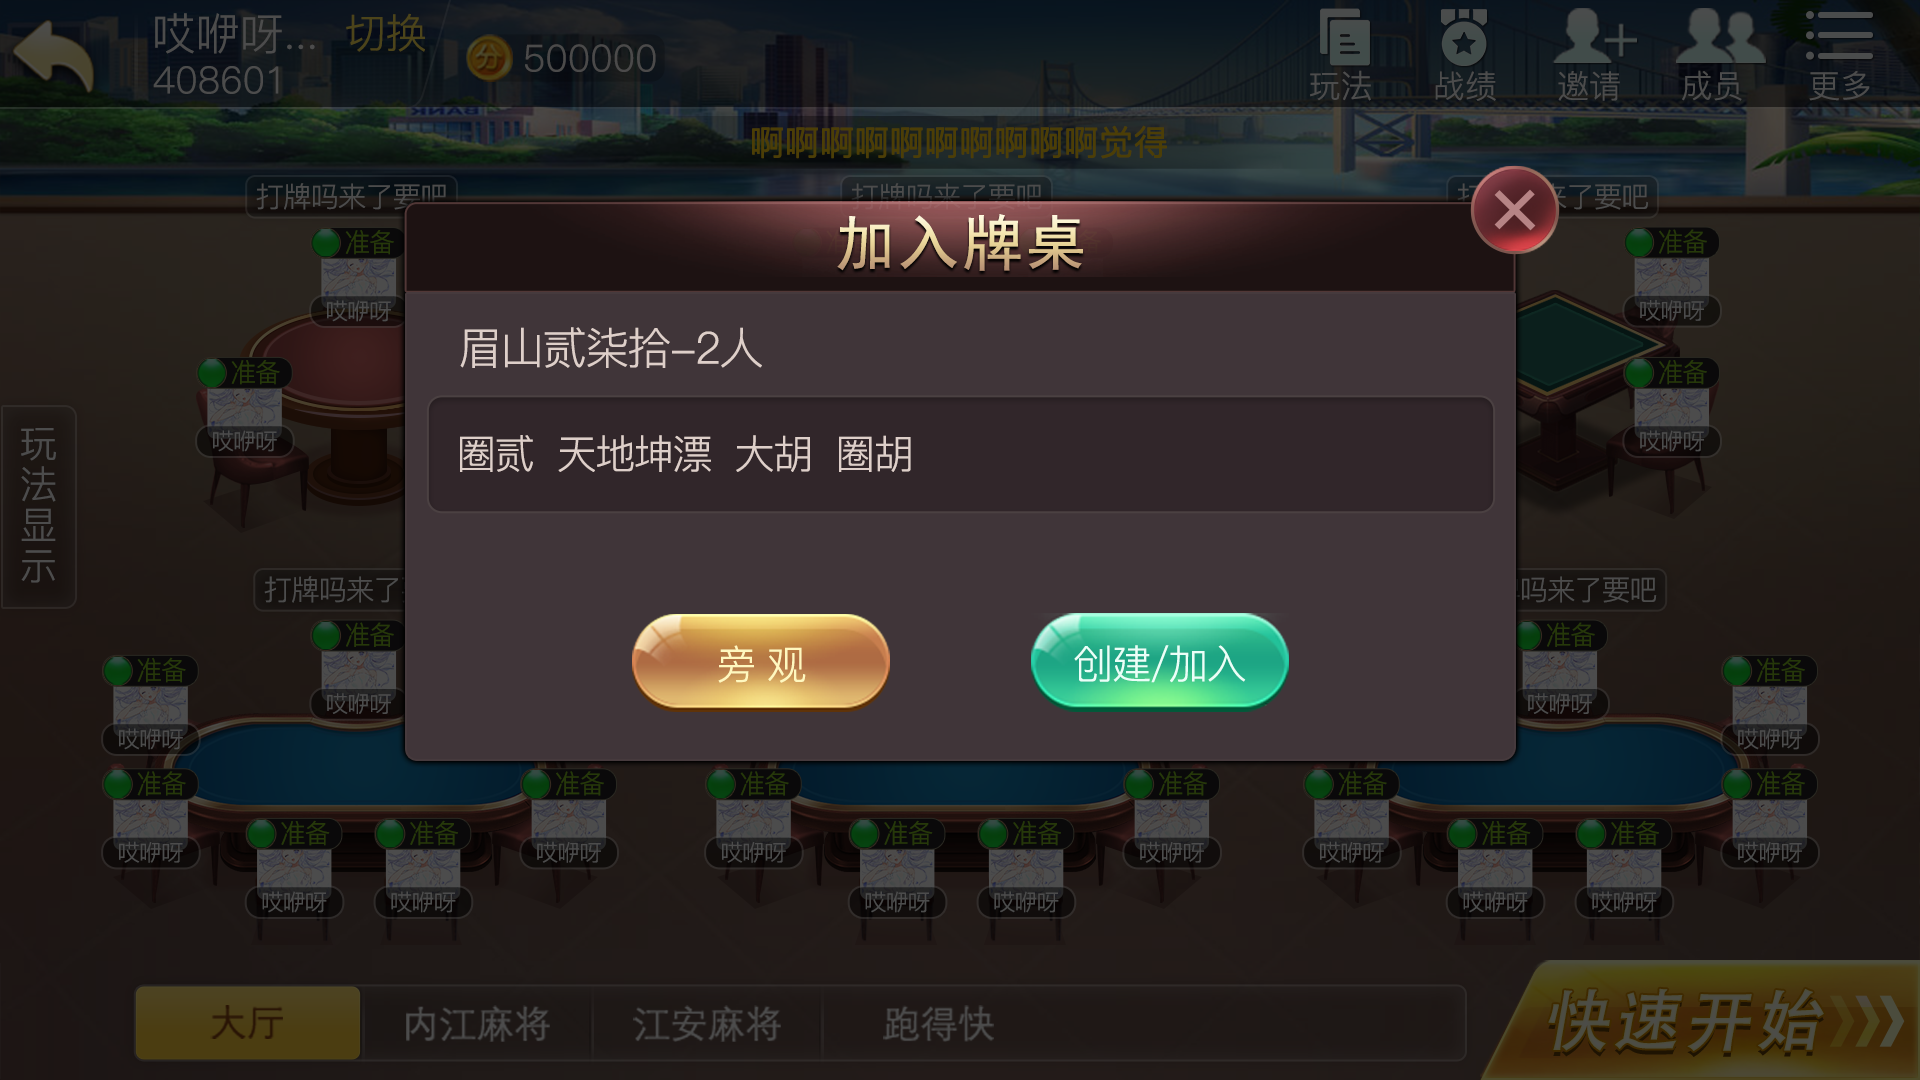 哎咿呀... 切换
408601
分 500000
玩法 战绩 邀请 成员 更多
BANK
啊啊啊啊啊啊啊啊啊啊觉得
打牌吗来了要吧 打牌吗来了要吧 来了要吧
加入牌桌
准备
哎咿呀
准备
哎咿呀
准备
哎咿呀
准备
哎咿呀
眉山贰柒拾-2人
圈贰 天地坤漂 大胡 圈胡
旁 观
创建/加入
玩法显示
打牌吗来了 吗来了要吧
准备 准备
哎咿呀 哎咿呀
准备 准备
哎咿呀 哎咿呀
准备 准备 准备 准备 准备 准备
哎咿呀 哎咿呀 哎咿呀 哎咿呀 哎咿呀 哎咿呀
准备 准备 准备 准备 准备 准备
哎咿呀 哎咿呀 哎咿呀 哎咿呀 哎咿呀 哎咿呀
大厅 内江麻将 江安麻将 跑得快
快速开始